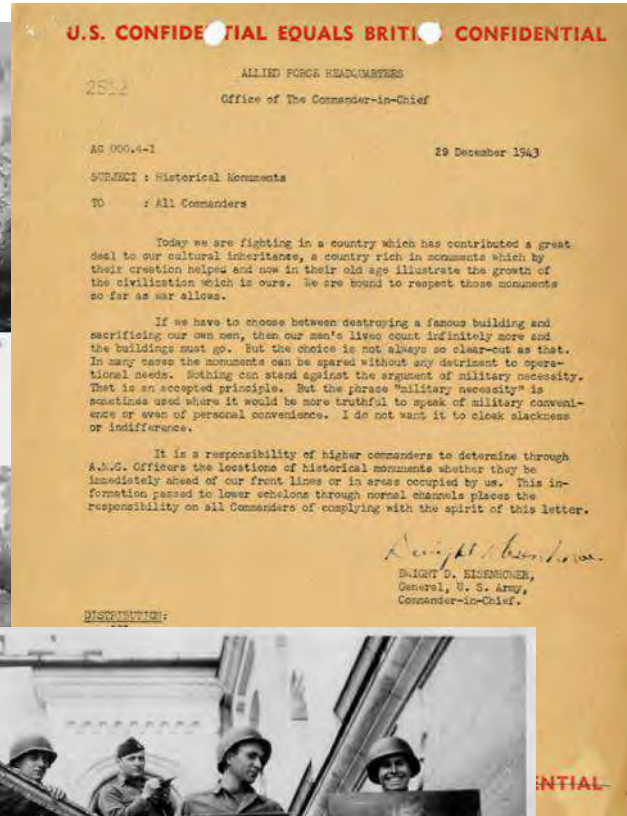 U.S. CONFIDE TIAL EQUALS BRITI CONFIDENTIAL
ALLIED FORCE HEADQUARTERS
Office of The Commander-in-Chief
AG 000.4-1
29 December 1943
SUBJECT : Historical Monuments
TO : All Commanders
Today we are fighting in a country which has contributed a great
deal to our cultural inheritance, a country rich in monuments which by
their creation helped and now in their old age illustrate the growth of
the civilization which is ours. We are bound to respect those monuments
so far as war allows.
If we have to choose between destroying a famous building and
sacrificing our own men, then our men's lives count infinitely more and
the buildings must go. But the choice is not always so clear-cut as that.
In many cases the monuments can be spared without any detriment to opera-
tional needs. Nothing can stand against the argument of military necessity.
That is an accepted principle. But the phrase "military necessity" is
sometimes used where it would be more truthful to speak of military conveni-
ence or even of personal convenience. I do not want it to cloak slackness
or indifference.
It is a responsibility of higher commanders to determine through
A.M.G. Officers the locations of historical monuments whether they be
immediately ahead of our front lines or in areas occupied by us. This in-
formation passed to lower echelons through normal channels places the
responsibility on all Commanders of complying with the spirit of this letter.
Dwight D Eisenhower
DWIGHT D. EISENHOWER,
General, U. S. Army,
Commander-in-Chief.
DISTRIBUTION:
ENTIAL